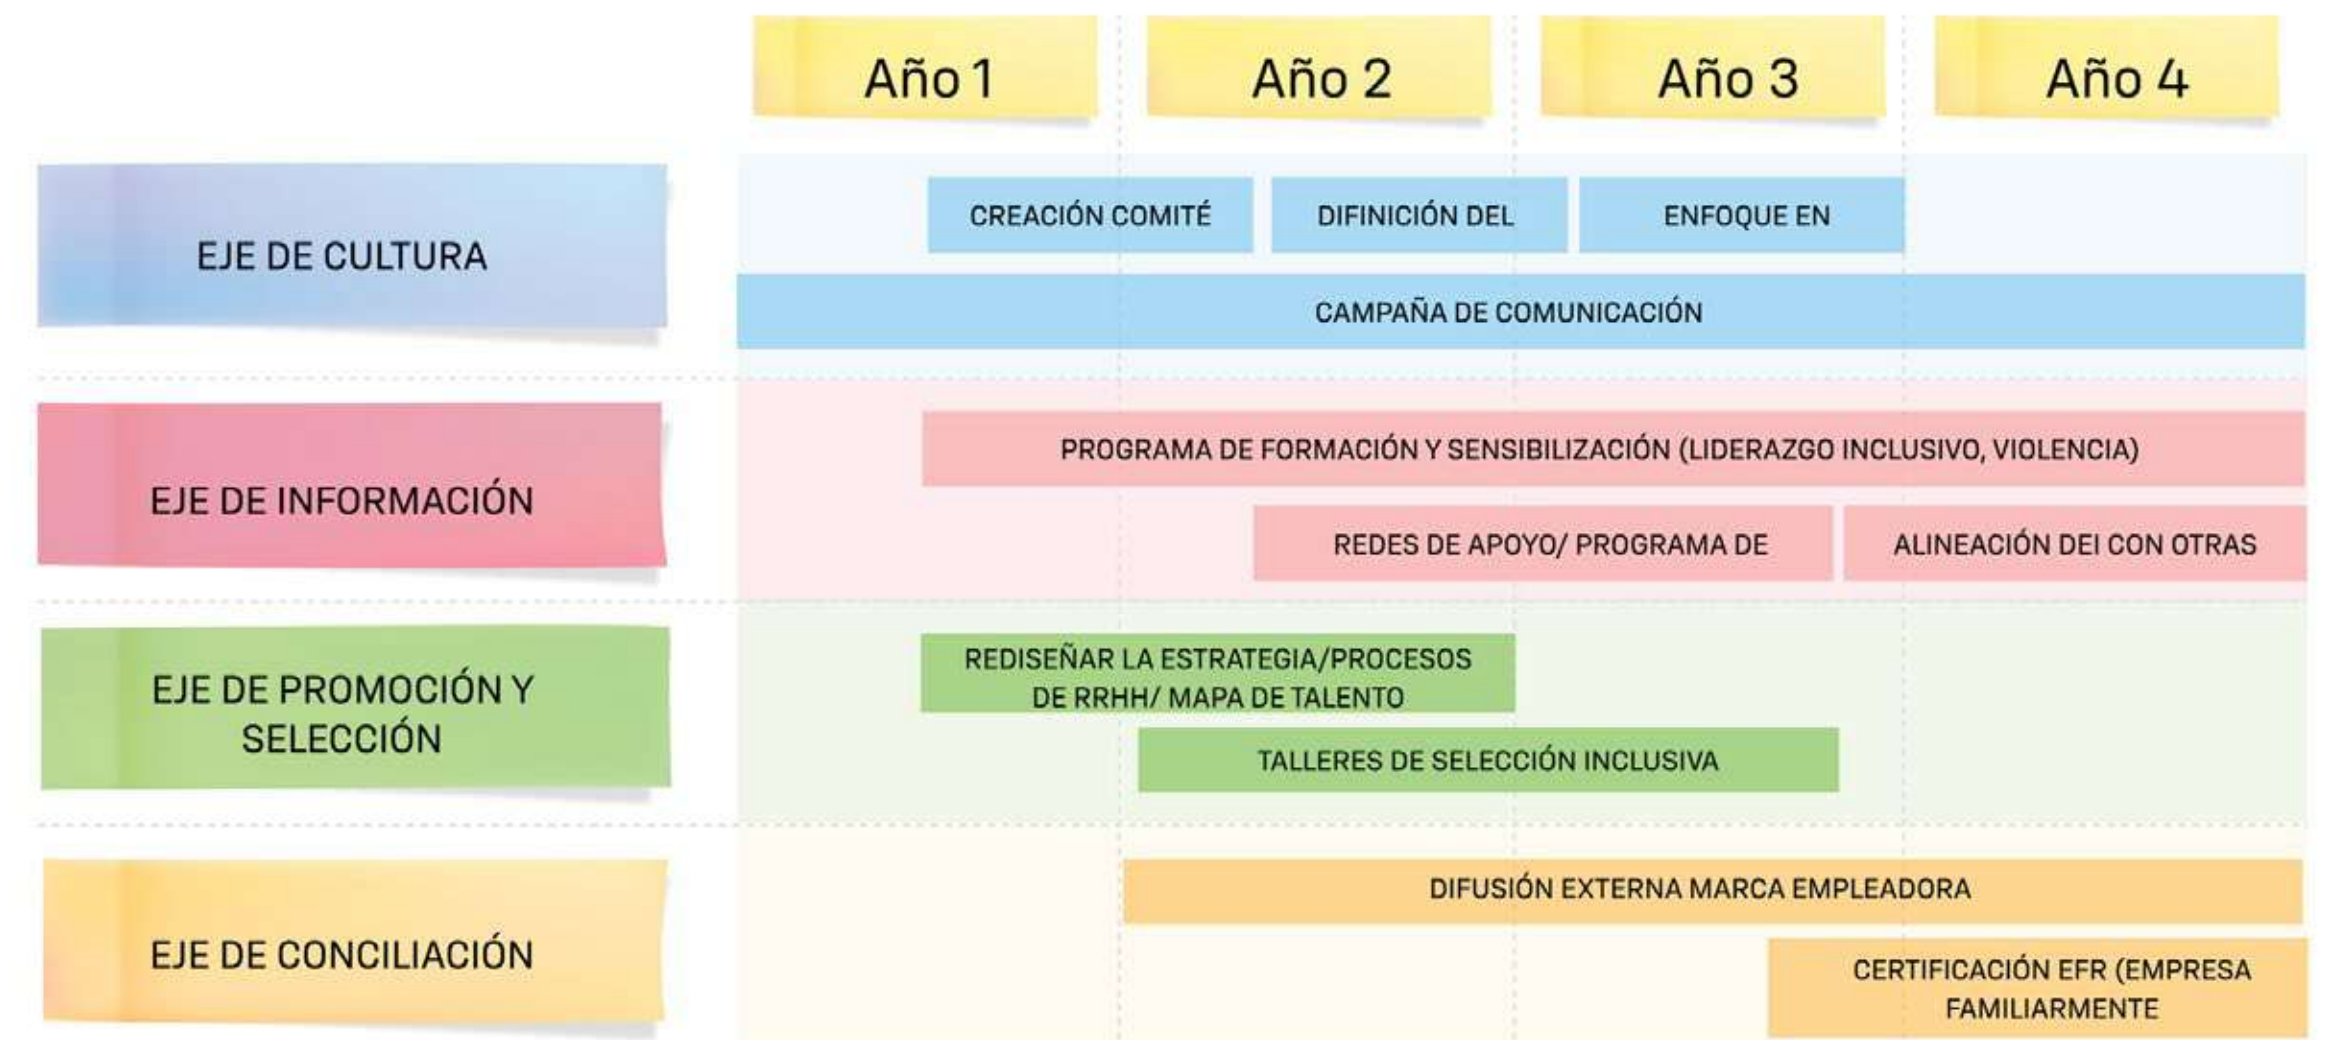 Año 1
Año 2
Año 3
Año 4
EJE DE CULTURA
CREACIÓN COMITÉ
DIFINICIÓN DEL
ENFOQUE EN
CAMPAÑA DE COMUNICACIÓN
EJE DE INFORMACIÓN
PROGRAMA DE FORMACIÓN Y SENSIBILIZACIÓN (LIDERAZGO INCLUSIVO, VIOLENCIA)
REDES DE APOYO/ PROGRAMA DE
ALINEACIÓN DEI CON OTRAS
EJE DE PROMOCIÓN Y
SELECCIÓN
REDISEÑAR LA ESTRATEGIA/PROCESOS
DE RRHH/ MAPA DE TALENTO
TALLERES DE SELECCIÓN INCLUSIVA
EJE DE CONCILIACIÓN
DIFUSIÓN EXTERNA MARCA EMPLEADORA
CERTIFICACIÓN EFR (EMPRESA
FAMILIARMENTE